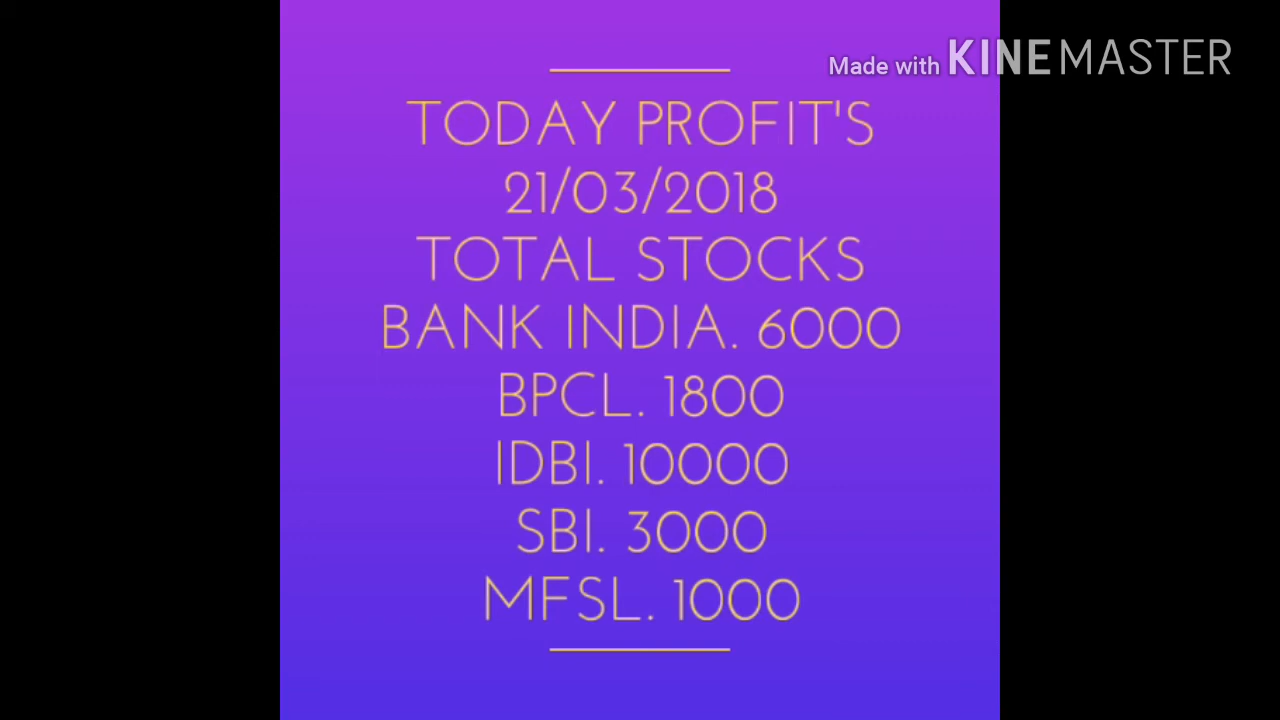 Made with KINEMASTER
TODAY PROFIT'S
21/03/2018
TOTAL STOCKS
BANK INDIA. 6000
BPCL. 1800
IDBI. 10000
SBI. 3000
MFSL. 1000